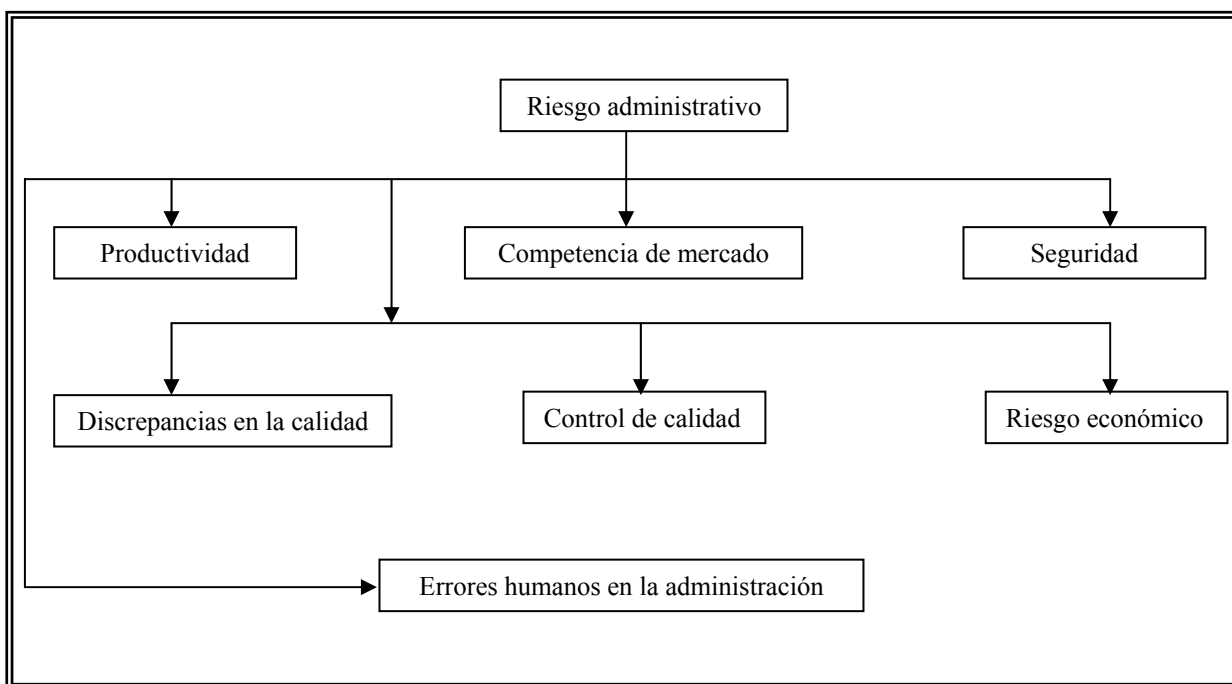 Riesgo administrativo
Productividad
Competencia de mercado
Seguridad
Discrepancias en la calidad
Control de calidad
Riesgo económico
Errores humanos en la administración